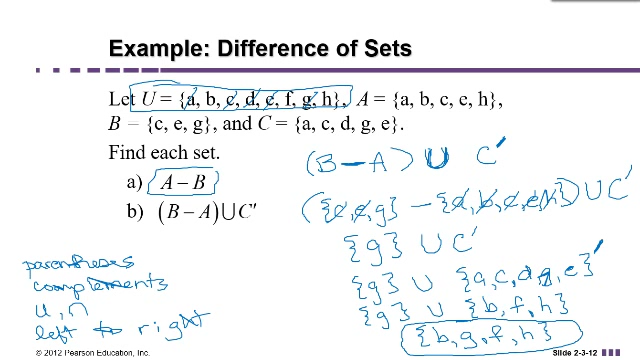 Example: Difference of Sets
Let U = {a, b, c, d, e, f, g, h}, A = {a, b, c, e, h},
B = {c, e, g}, and C = {a, c, d, g, e}.
Find each set.
a) A – B
b) (B – A)⋃C′
(B – A) ∪ C′
({c, e, g} – {a, b, c, e, h}) ∪ C′
{g} ∪ C′
{g} ∪ {a, c, d, g, e}′
{g} ∪ {b, f, h}
{b, g, f, h}
parentheses
complements
∪, ∩
left to right
© 2012 Pearson Education, Inc.
Slide 2-3-12